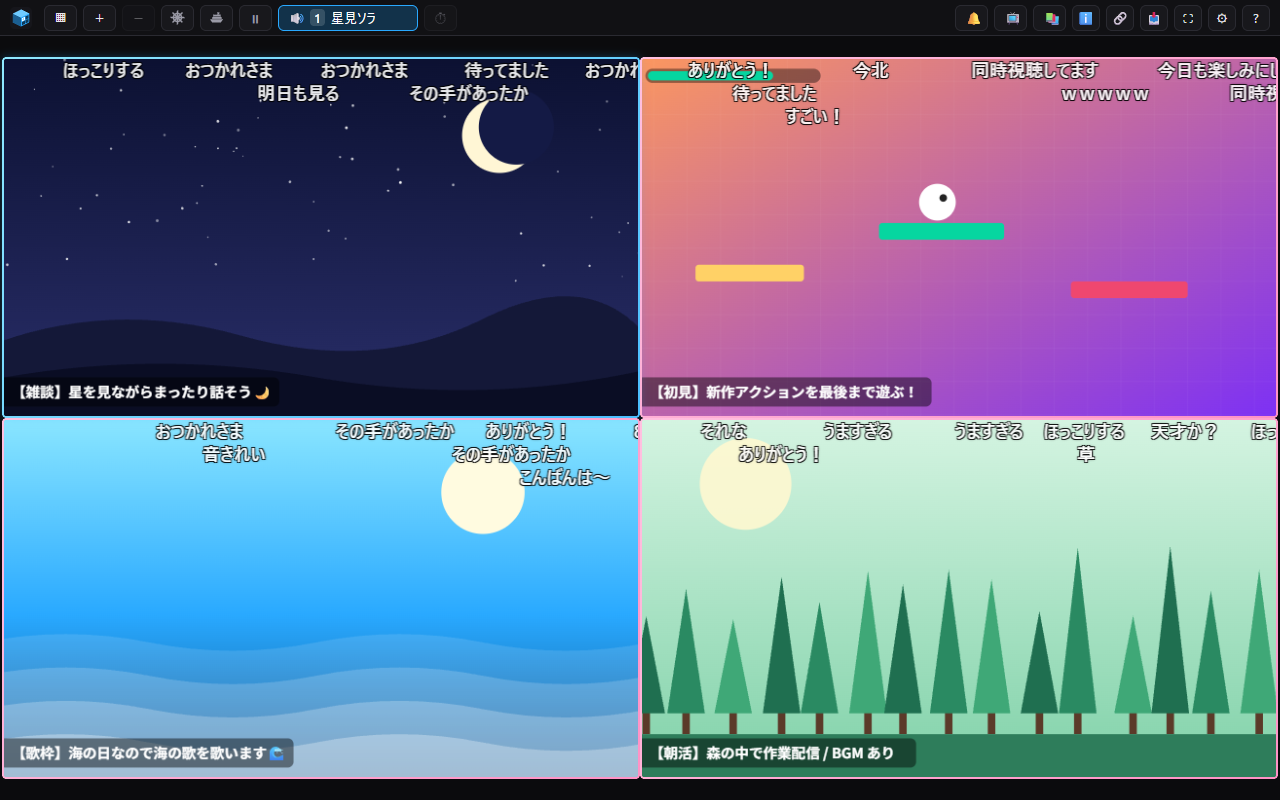 1 星見ソラ
?
ほっこりする おつかれさま おつかれさま 待ってました おつか
明日も見る その手があったか
【雑談】星を見ながらまったり話そう🌙
ありがとう! 今北 同時視聴してます 今日も楽しみにし
待ってました wwwww 同時視
すごい!
【初見】新作アクションを最後まで遊ぶ!
おつかれさま その手があったか ありがとう!
音きれい その手があったか
こんばんは〜
【歌枠】海の日なので海の歌を歌います🌊
それな うますぎる うますぎる ほっこりする 天才か? ほっ
ありがとう! 草
【朝活】森の中で作業配信 / BGM あり